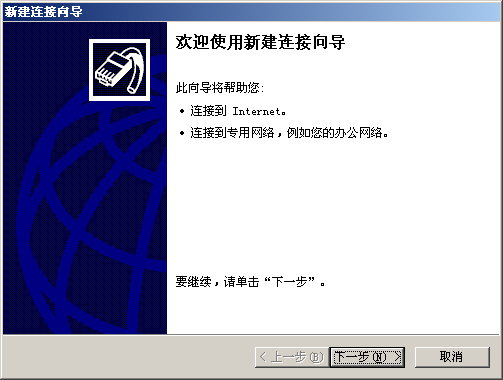 新建连接向导
欢迎使用新建连接向导
此向导将帮助您:
• 连接到 Internet。
• 连接到专用网络，例如您的办公网络。
要继续，请单击“下一步”。
< 上一步(B) 下一步(N) > 取消